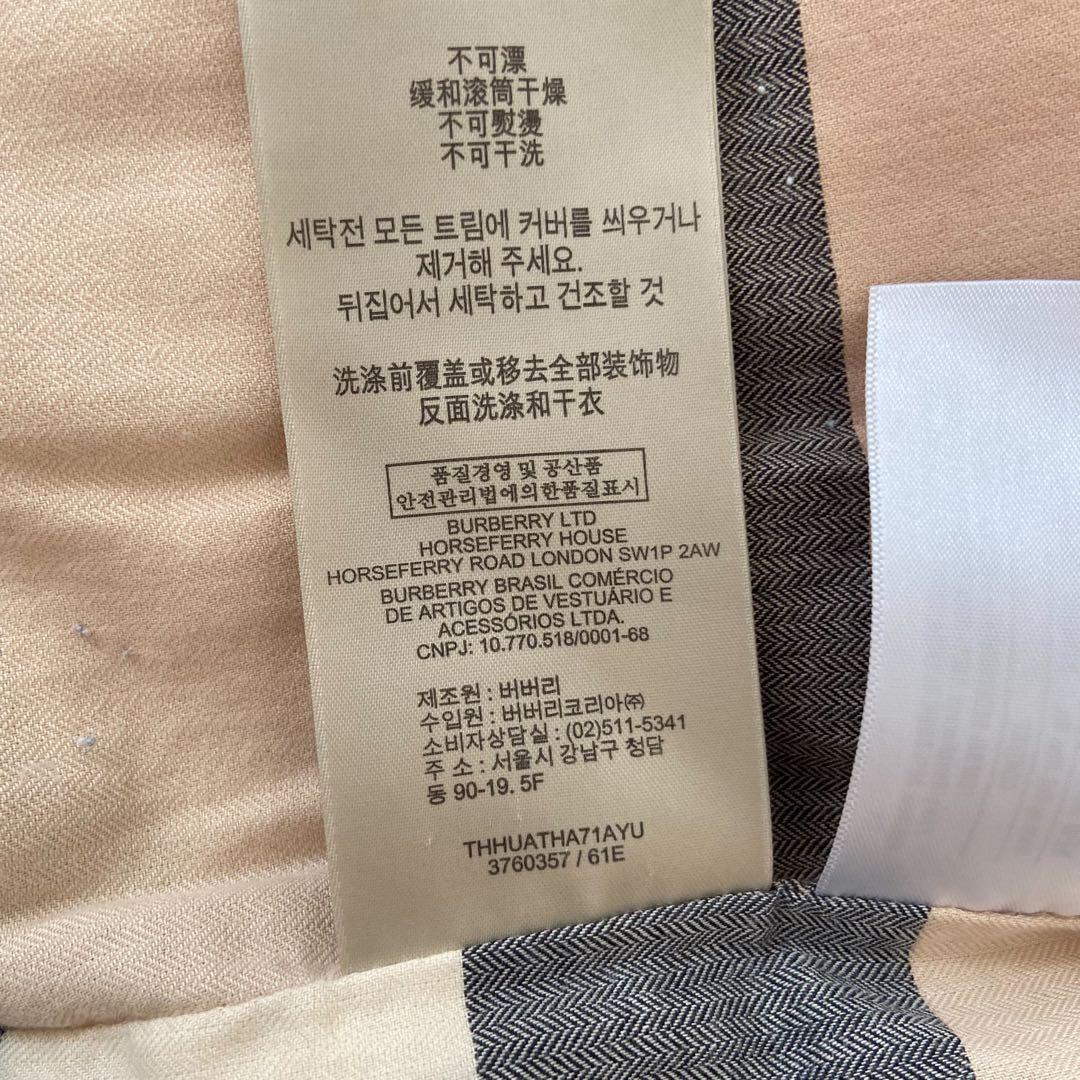 不可漂
缓和滚筒干燥
不可熨烫
不可干洗
세탁전 모든 트림에 커버를 씌우거나
제거해 주세요.
뒤집어서 세탁하고 건조할 것
洗涤前覆盖或移去全部装饰物
反面洗涤和干衣
품질경영 및 공산품
안전관리법에의한품질표시
BURBERRY LTD
HORSEFERRY HOUSE
HORSEFERRY ROAD LONDON SW1P 2AW
BURBERRY BRASIL COMÉRCIO
DE ARTIGOS DE VESTUÁRIO E
ACESSÓRIOS LTDA.
CNPJ: 10.770.518/0001-68
제조원 : 버버리
수입원 : 버버리코리아㈜
소비자상담실 : (02)511-5341
주 소 : 서울시 강남구 청담
동 90-19. 5F
THHUATHA71AYU
3760357 / 61E